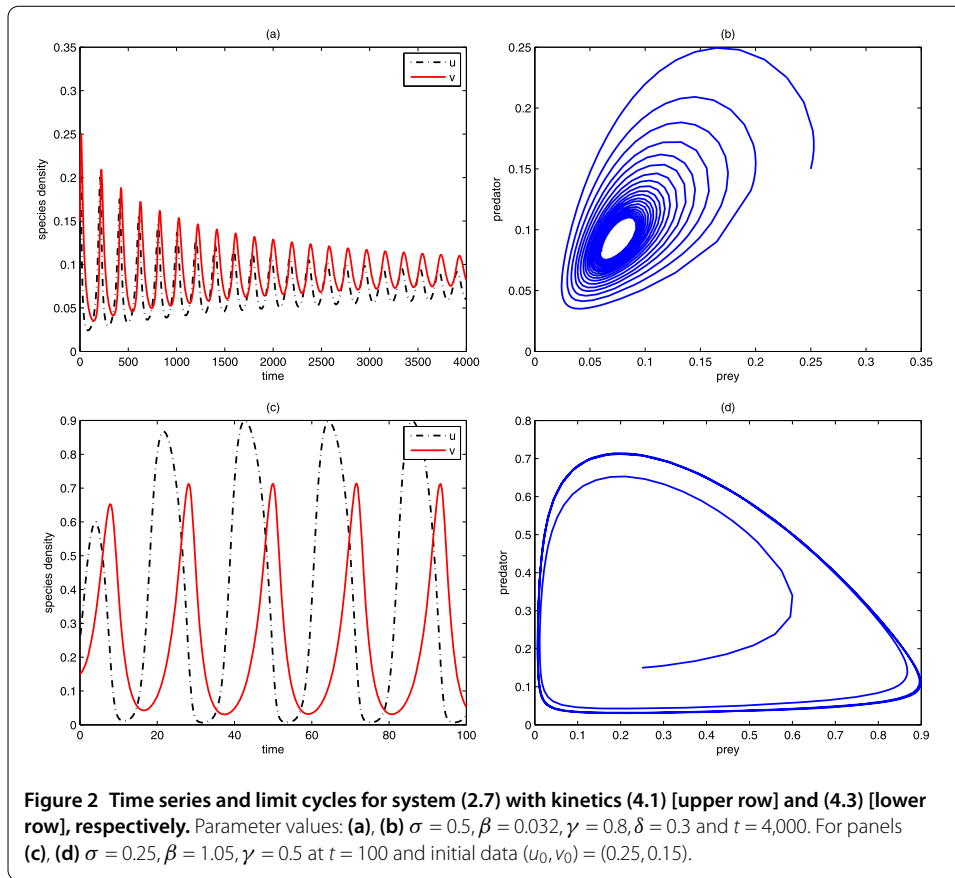 (a)
0.35
0.3
0.25
0.2
0.15
0.1
0.05
0
species density
0 500 1000 1500 2000 2500 3000 3500 4000
time
u
v
(b)
0.25
0.2
0.15
0.1
0.05
0
predator
0 0.05 0.1 0.15 0.2 0.25 0.3 0.35
prey
(c)
0.9
0.8
0.7
0.6
0.5
0.4
0.3
0.2
0.1
0
species density
0 20 40 60 80 100
time
u
v
(d)
0.8
0.7
0.6
0.5
0.4
0.3
0.2
0.1
0
predator
0 0.1 0.2 0.3 0.4 0.5 0.6 0.7 0.8 0.9
prey
Figure 2 Time series and limit cycles for system (2.7) with kinetics (4.1) [upper row] and (4.3) [lower
row], respectively. Parameter values: (a), (b) σ = 0.5, β = 0.032, γ = 0.8, δ = 0.3 and t = 4,000. For panels
(c), (d) σ = 0.25, β = 1.05, γ = 0.5 at t = 100 and initial data (u₀, v₀) = (0.25, 0.15).